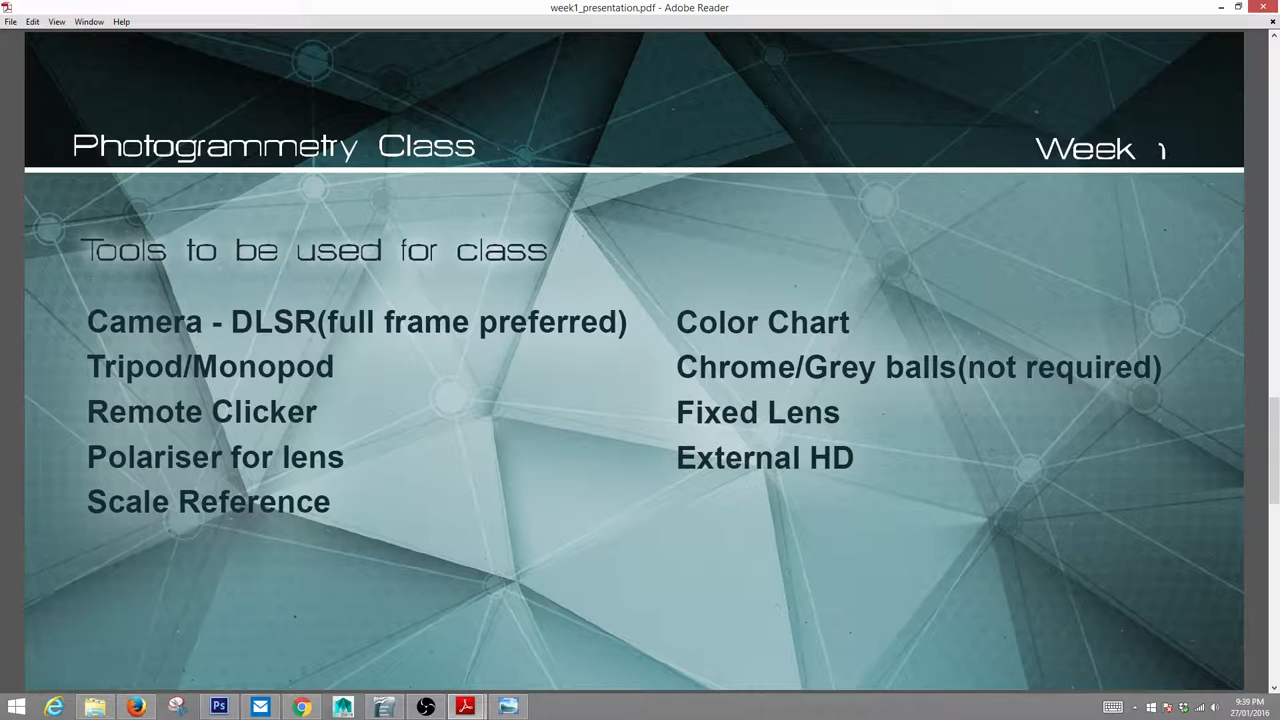 week1_presentation.pdf - Adobe Reader
File Edit View Window Help
Photogrammetry Class
Week 1
Tools to be used for class
Camera - DLSR(full frame preferred)
Tripod/Monopod
Remote Clicker
Polariser for lens
Scale Reference
Color Chart
Chrome/Grey balls(not required)
Fixed Lens
External HD
Ps
9:39 PM
27/01/2016